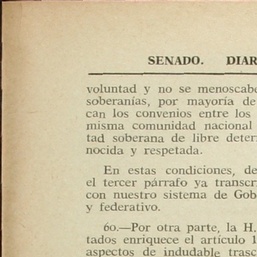 SENADO. DIAR
voluntad y no se menoscabe
soberanías, por mayoría de
can los convenios entre los
misma comunidad nacional
tad soberana de libre deter
nocida y respetada.
En estas condiciones, de
el tercer párrafo ya transcri
con nuestro sistema de Gob
y federativo.
6o.—Por otra parte, la H.
tados enriquece el artículo 1
aspectos de indudable trasc